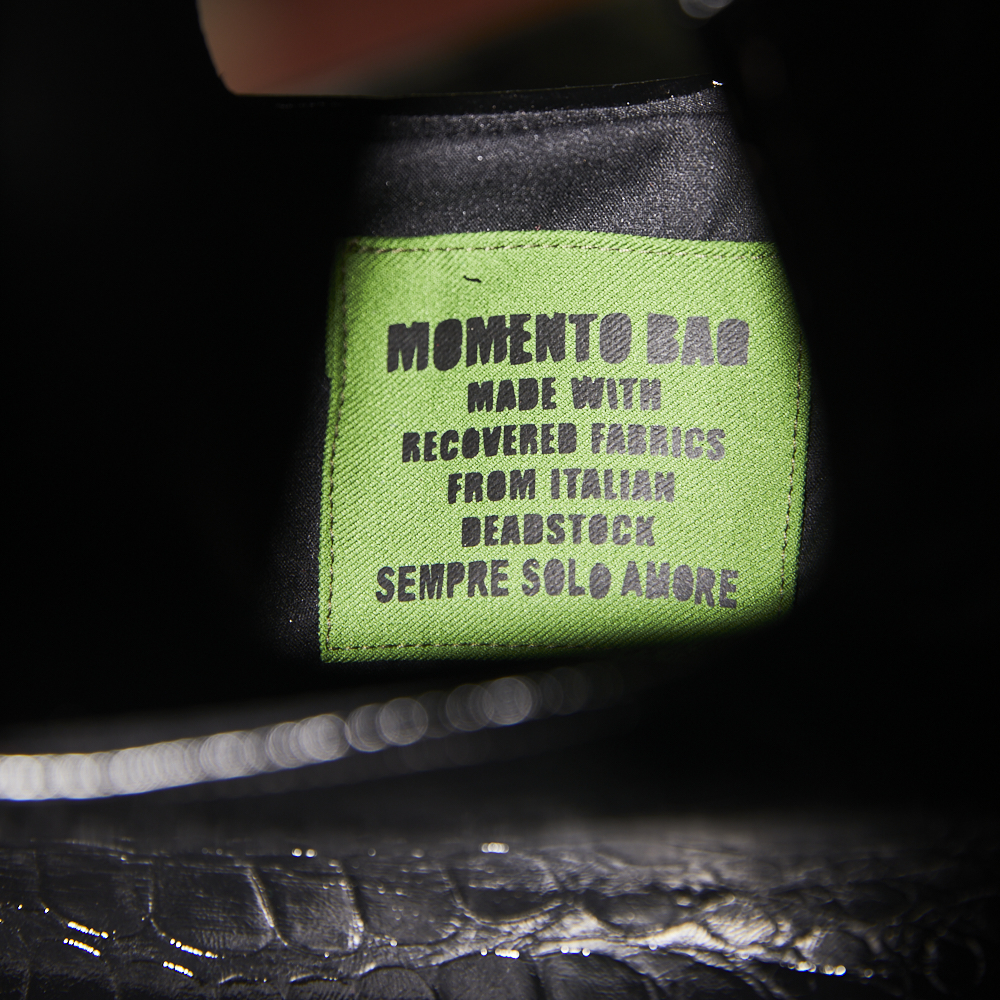 MOMENTO BAG
MADE WITH
RECOVERED FABRICS
FROM ITALIAN
DEADSTOCK
SEMPRE SOLO AMORE